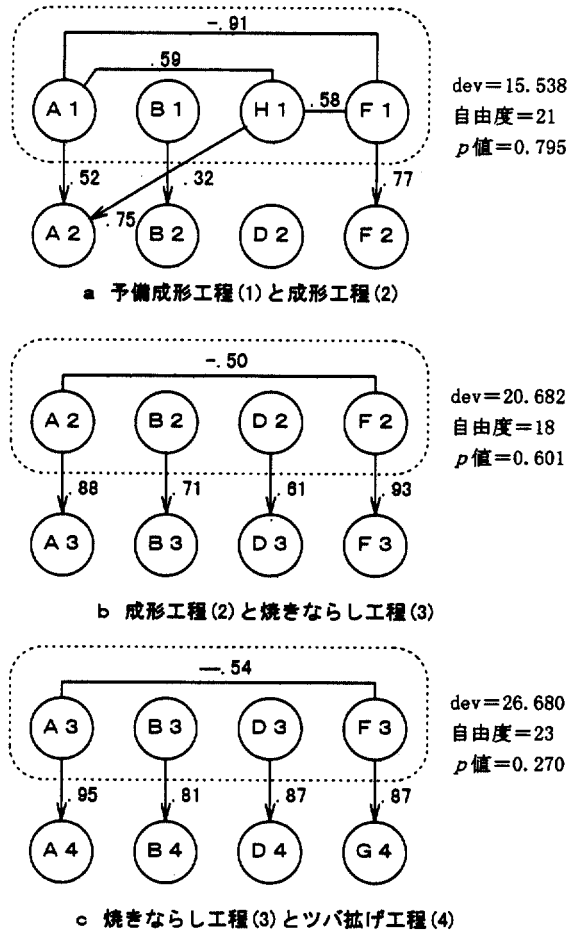 -.91
.59
A1 B1 H1 .58 F1
.52 .75 .32 .77
A2 B2 D2 F2
dev=15.538
自由度=21
p値=0.795
a 予備成形工程(1)と成形工程(2)
-.50
A2 B2 D2 F2
.88 .71 .61 .93
A3 B3 D3 F3
dev=20.682
自由度=18
p値=0.601
b 成形工程(2)と焼きならし工程(3)
—.54
A3 B3 D3 F3
.95 .81 .87 .87
A4 B4 D4 G4
dev=26.680
自由度=23
p値=0.270
c 焼きならし工程(3)とツバ拡げ工程(4)